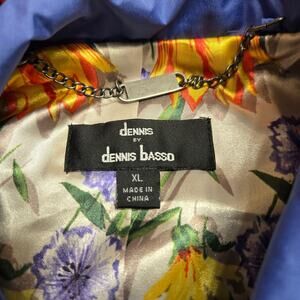 dennis
by
dennis basso
XL
MADE IN
CHINA